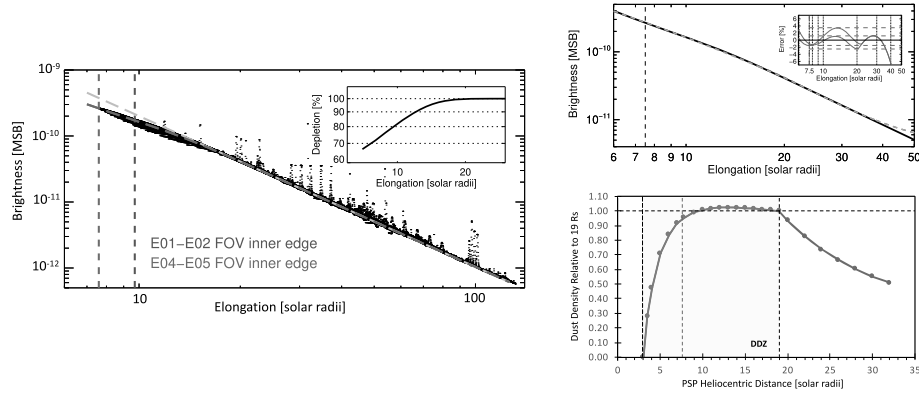 10⁻⁹
10⁻¹⁰
10⁻¹¹
10⁻¹²
Brightness [MSB]
10
100
Elongation [solar radii]
E01–E02 FOV inner edge
E04–E05 FOV inner edge
Depletion [%]
100
90
80
70
60
10
20
Elongation [solar radii]
Brightness [MSB]
10⁻¹⁰
10⁻¹¹
6 7 8 9 10 20 30 40 50
Elongation [solar radii]
Error [%]
6
4
2
0
−2
−4
−6
7.5 10 20 30 40 50
Elongation [solar radii]
Dust Density Relative to 19 Rs
1.10
1.00
0.90
0.80
0.70
0.60
0.50
0.40
0.30
0.20
0.10
0.00
DDZ
0 5 10 15 20 25 30 35
PSP Heliocentric Distance [solar radii]